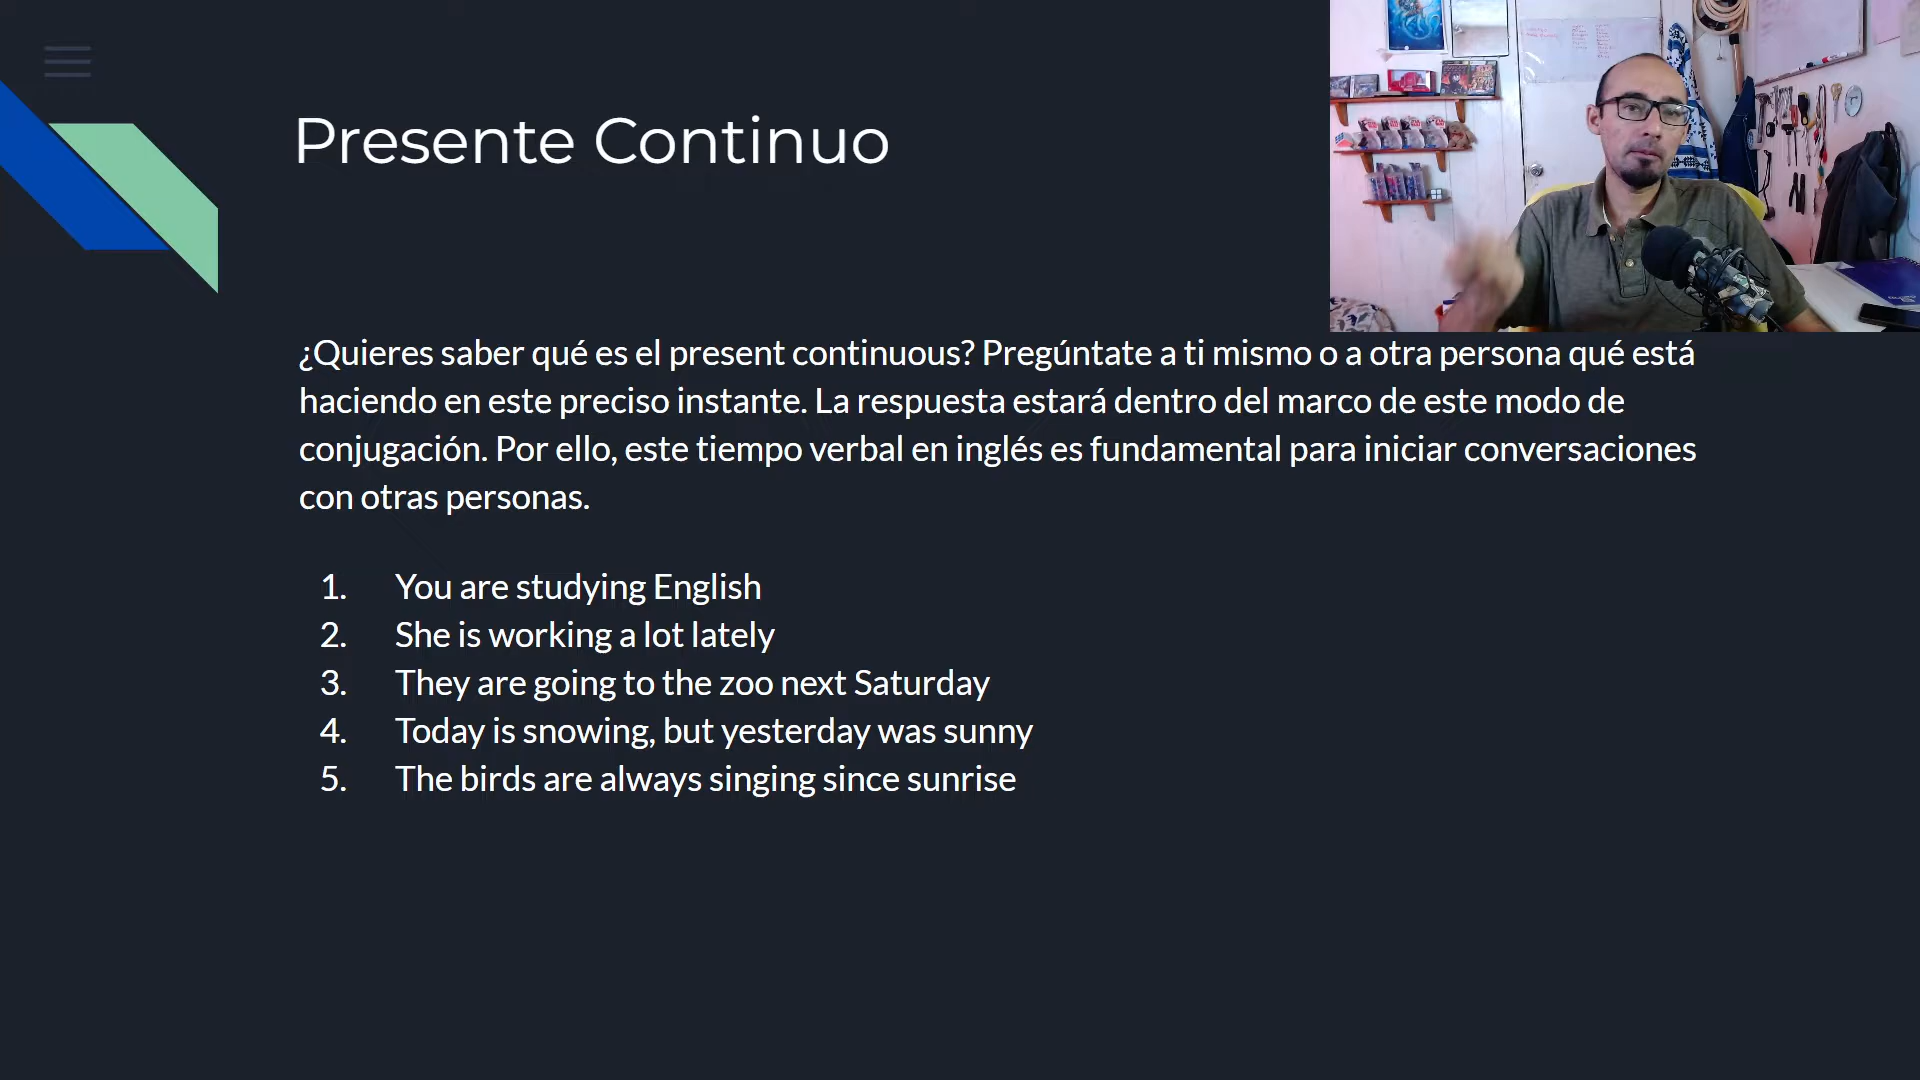 Presente Continuo
¿Quieres saber qué es el present continuous? Pregúntate a ti mismo o a otra persona qué está
haciendo en este preciso instante. La respuesta estará dentro del marco de este modo de
conjugación. Por ello, este tiempo verbal en inglés es fundamental para iniciar conversaciones
con otras personas.
1. You are studying English
2. She is working a lot lately
3. They are going to the zoo next Saturday
4. Today is snowing, but yesterday was sunny
5. The birds are always singing since sunrise